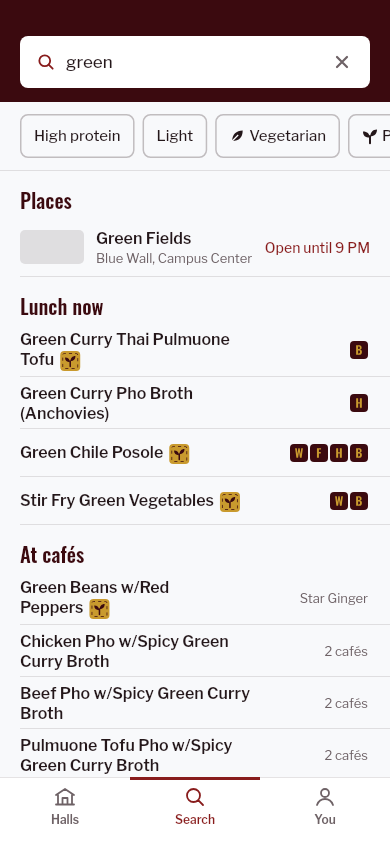 green
High protein
Light
Vegetarian
P
Places
Green Fields
Blue Wall, Campus Center
Open until 9 PM
Lunch now
Green Curry Thai Pulmuone
Tofu
B
Green Curry Pho Broth
(Anchovies)
H
Green Chile Posole
W F H B
Stir Fry Green Vegetables
W B
At cafés
Green Beans w/Red
Peppers
Star Ginger
Chicken Pho w/Spicy Green
Curry Broth
2 cafés
Beef Pho w/Spicy Green Curry
Broth
2 cafés
Pulmuone Tofu Pho w/Spicy
Green Curry Broth
2 cafés
Halls
Search
You